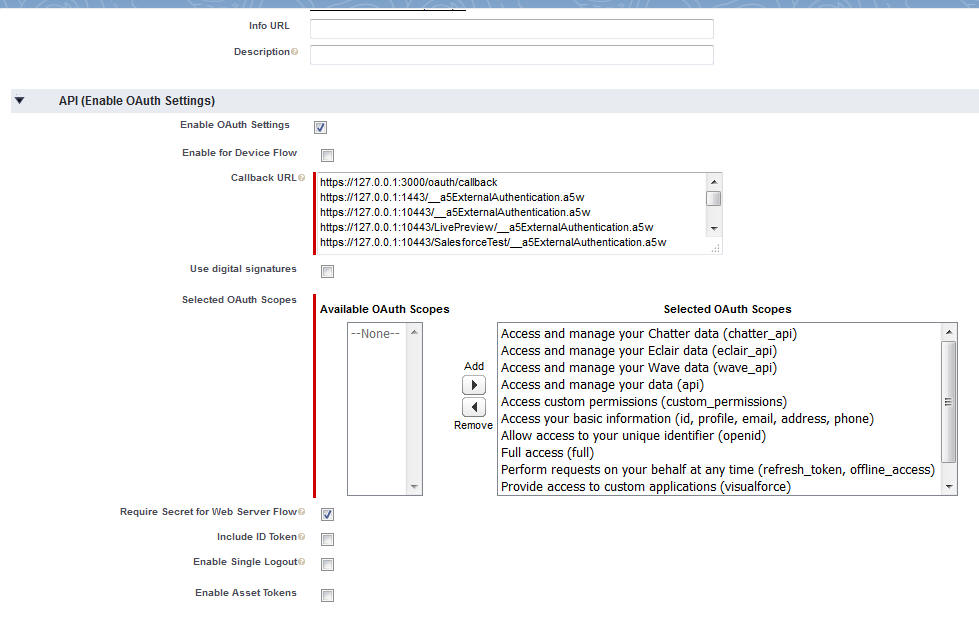 Info URL
Description
API (Enable OAuth Settings)
Enable OAuth Settings
Enable for Device Flow
Callback URL
https://127.0.0.1:3000/oauth/callback
https://127.0.0.1:1443/__a5ExternalAuthentication.a5w
https://127.0.0.1:10443/__a5ExternalAuthentication.a5w
https://127.0.0.1:10443/LivePreview/__a5ExternalAuthentication.a5w
https://127.0.0.1:10443/SalesforceTest/__a5ExternalAuthentication.a5w
Use digital signatures
Selected OAuth Scopes
Available OAuth Scopes
--None--
Add
Remove
Selected OAuth Scopes
Access and manage your Chatter data (chatter_api)
Access and manage your Eclair data (eclair_api)
Access and manage your Wave data (wave_api)
Access and manage your data (api)
Access custom permissions (custom_permissions)
Access your basic information (id, profile, email, address, phone)
Allow access to your unique identifier (openid)
Full access (full)
Perform requests on your behalf at any time (refresh_token, offline_access)
Provide access to custom applications (visualforce)
Require Secret for Web Server Flow
Include ID Token
Enable Single Logout
Enable Asset Tokens